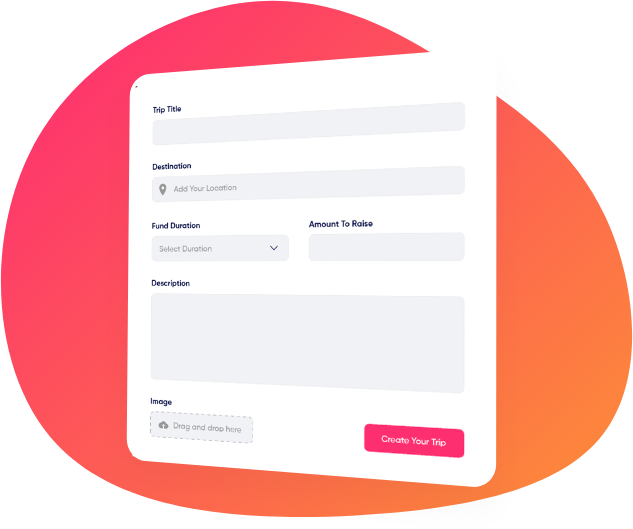 Trip Title
Destination
Add Your Location
Fund Duration
Amount To Raise
Select Duration
Description
Image
Drag and drop here
Create Your Trip